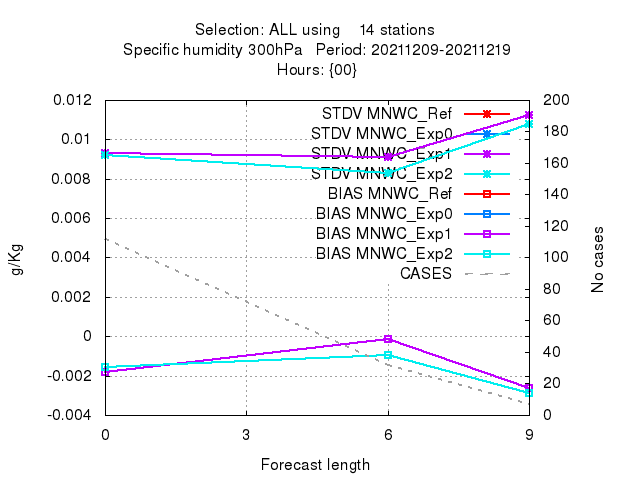 Selection: ALL using    14 stations
Specific humidity 300hPa   Period: 20211209-20211219
Hours: {00}
0.012
0.01
0.008
0.006
0.004
0.002
0
-0.002
-0.004
g/Kg
STDV MNWC_Ref
STDV MNWC_Exp0
STDV MNWC_Exp1
STDV MNWC_Exp2
BIAS MNWC_Ref
BIAS MNWC_Exp0
BIAS MNWC_Exp1
BIAS MNWC_Exp2
CASES
200
180
160
140
120
100
80
60
40
20
0
No cases
0 3 6 9
Forecast length